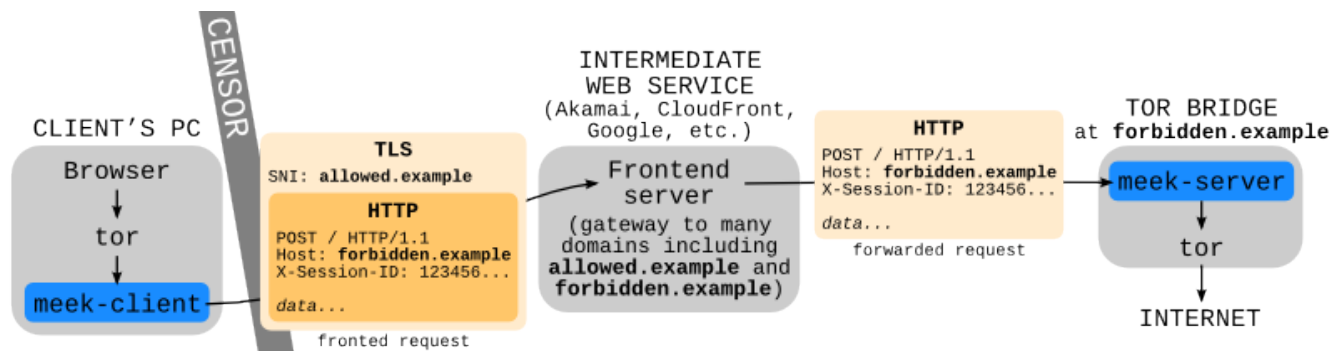 CENSOR
CLIENT'S PC
Browser
tor
meek-client
TLS
SNI: allowed.example
HTTP
POST / HTTP/1.1
Host: forbidden.example
X-Session-ID: 123456...
data...
fronted request
INTERMEDIATE
WEB SERVICE
(Akamai, CloudFront,
Google, etc.)
Frontend
server
(gateway to many
domains including
allowed.example and
forbidden.example)
HTTP
POST / HTTP/1.1
Host: forbidden.example
X-Session-ID: 123456...
data...
forwarded request
TOR BRIDGE
at forbidden.example
meek-server
tor
INTERNET